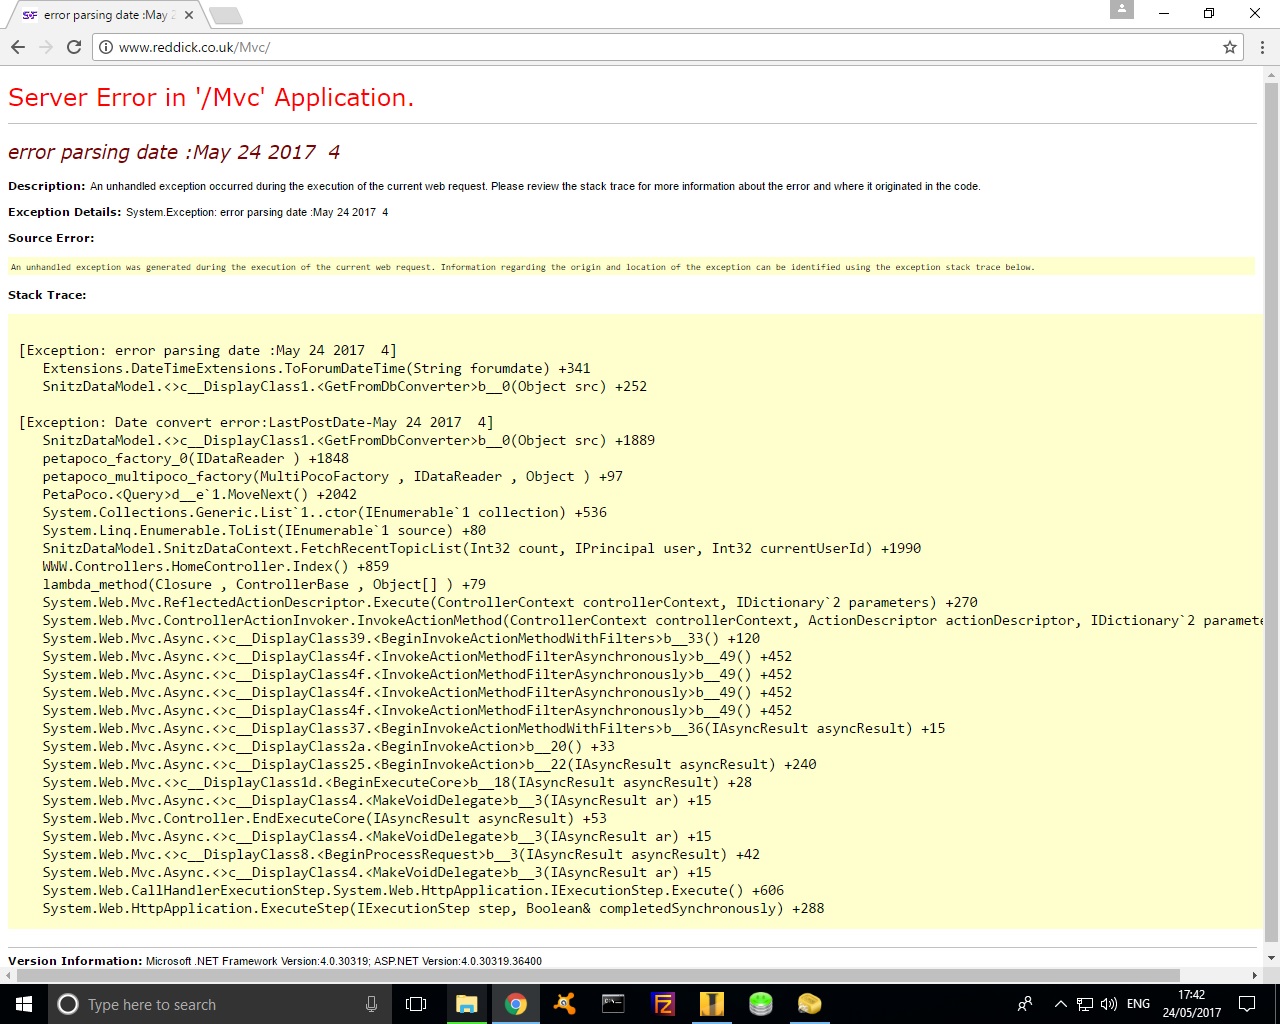 error parsing date :May 2
www.reddick.co.uk/Mvc/
Server Error in '/Mvc' Application.
error parsing date :May 24 2017  4
Description: An unhandled exception occurred during the execution of the current web request. Please review the stack trace for more information about the error and where it originated in the code.
Exception Details: System.Exception: error parsing date :May 24 2017  4
Source Error:
An unhandled exception was generated during the execution of the current web request. Information regarding the origin and location of the exception can be identified using the exception stack trace below.
Stack Trace:
[Exception: error parsing date :May 24 2017  4]
   Extensions.DateTimeExtensions.ToForumDateTime(String forumdate) +341
   SnitzDataModel.<>c__DisplayClass1.<GetFromDbConverter>b__0(Object src) +252
[Exception: Date convert error:LastPostDate-May 24 2017  4]
   SnitzDataModel.<>c__DisplayClass1.<GetFromDbConverter>b__0(Object src) +1889
   petapoco_factory_0(IDataReader ) +1848
   petapoco_multipoco_factory(MultiPocoFactory , IDataReader , Object ) +97
   PetaPoco.<Query>d__e`1.MoveNext() +2042
   System.Collections.Generic.List`1..ctor(IEnumerable`1 collection) +536
   System.Linq.Enumerable.ToList(IEnumerable`1 source) +80
   SnitzDataModel.SnitzDataContext.FetchRecentTopicList(Int32 count, IPrincipal user, Int32 currentUserId) +1990
   WWW.Controllers.HomeController.Index() +859
   lambda_method(Closure , ControllerBase , Object[] ) +79
   System.Web.Mvc.ReflectedActionDescriptor.Execute(ControllerContext controllerContext, IDictionary`2 parameters) +270
   System.Web.Mvc.ControllerActionInvoker.InvokeActionMethod(ControllerContext controllerContext, ActionDescriptor actionDescriptor, IDictionary`2 paramete
   System.Web.Mvc.Async.<>c__DisplayClass39.<BeginInvokeActionMethodWithFilters>b__33() +120
   System.Web.Mvc.Async.<>c__DisplayClass4f.<InvokeActionMethodFilterAsynchronously>b__49() +452
   System.Web.Mvc.Async.<>c__DisplayClass4f.<InvokeActionMethodFilterAsynchronously>b__49() +452
   System.Web.Mvc.Async.<>c__DisplayClass4f.<InvokeActionMethodFilterAsynchronously>b__49() +452
   System.Web.Mvc.Async.<>c__DisplayClass4f.<InvokeActionMethodFilterAsynchronously>b__49() +452
   System.Web.Mvc.Async.<>c__DisplayClass37.<BeginInvokeActionMethodWithFilters>b__36(IAsyncResult asyncResult) +15
   System.Web.Mvc.Async.<>c__DisplayClass2a.<BeginInvokeAction>b__20() +33
   System.Web.Mvc.Async.<>c__DisplayClass25.<BeginInvokeAction>b__22(IAsyncResult asyncResult) +240
   System.Web.Mvc.<>c__DisplayClass1d.<BeginExecuteCore>b__18(IAsyncResult asyncResult) +28
   System.Web.Mvc.Async.<>c__DisplayClass4.<MakeVoidDelegate>b__3(IAsyncResult ar) +15
   System.Web.Mvc.Controller.EndExecuteCore(IAsyncResult asyncResult) +53
   System.Web.Mvc.Async.<>c__DisplayClass4.<MakeVoidDelegate>b__3(IAsyncResult ar) +15
   System.Web.Mvc.<>c__DisplayClass8.<BeginProcessRequest>b__3(IAsyncResult asyncResult) +42
   System.Web.Mvc.Async.<>c__DisplayClass4.<MakeVoidDelegate>b__3(IAsyncResult ar) +15
   System.Web.CallHandlerExecutionStep.System.Web.HttpApplication.IExecutionStep.Execute() +606
   System.Web.HttpApplication.ExecuteStep(IExecutionStep step, Boolean& completedSynchronously) +288
Version Information: Microsoft .NET Framework Version:4.0.30319; ASP.NET Version:4.0.30319.36400
Type here to search
ENG
17:42
24/05/2017